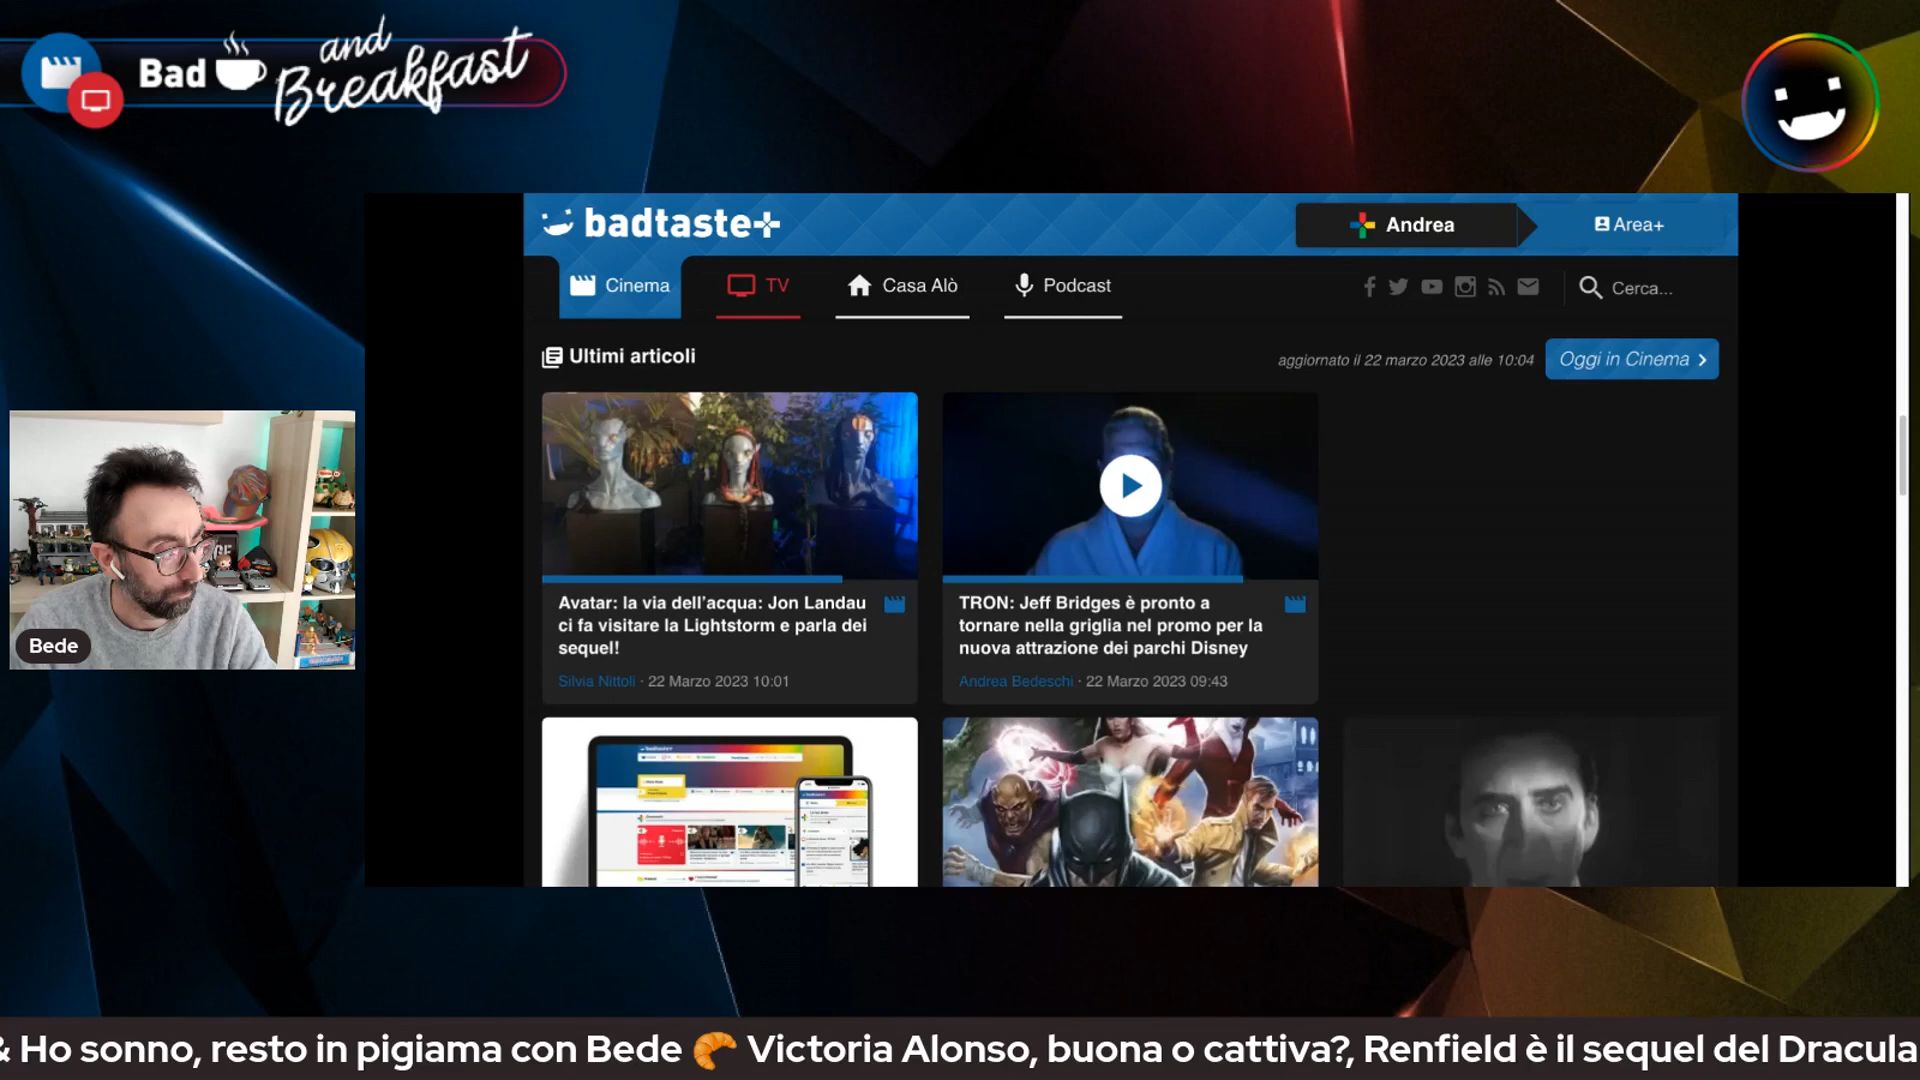 Bad and Breakfast
badtaste+
Andrea
Area+
Cinema
TV
Casa Alò
Podcast
Cerca...
Ultimi articoli
aggiornato il 22 marzo 2023 alle 10:04
Oggi in Cinema
Avatar: la via dell'acqua: Jon Landau
ci fa visitare la Lightstorm e parla dei
sequel!
Silvia Nittoli · 22 Marzo 2023 10:01
TRON: Jeff Bridges è pronto a
tornare nella griglia nel promo per la
nuova attrazione dei parchi Disney
Andrea Bedeschi · 22 Marzo 2023 09:43
Bede
& Ho sonno, resto in pigiama con Bede 🥐 Victoria Alonso, buona o cattiva?, Renfield è il sequel del Dracula